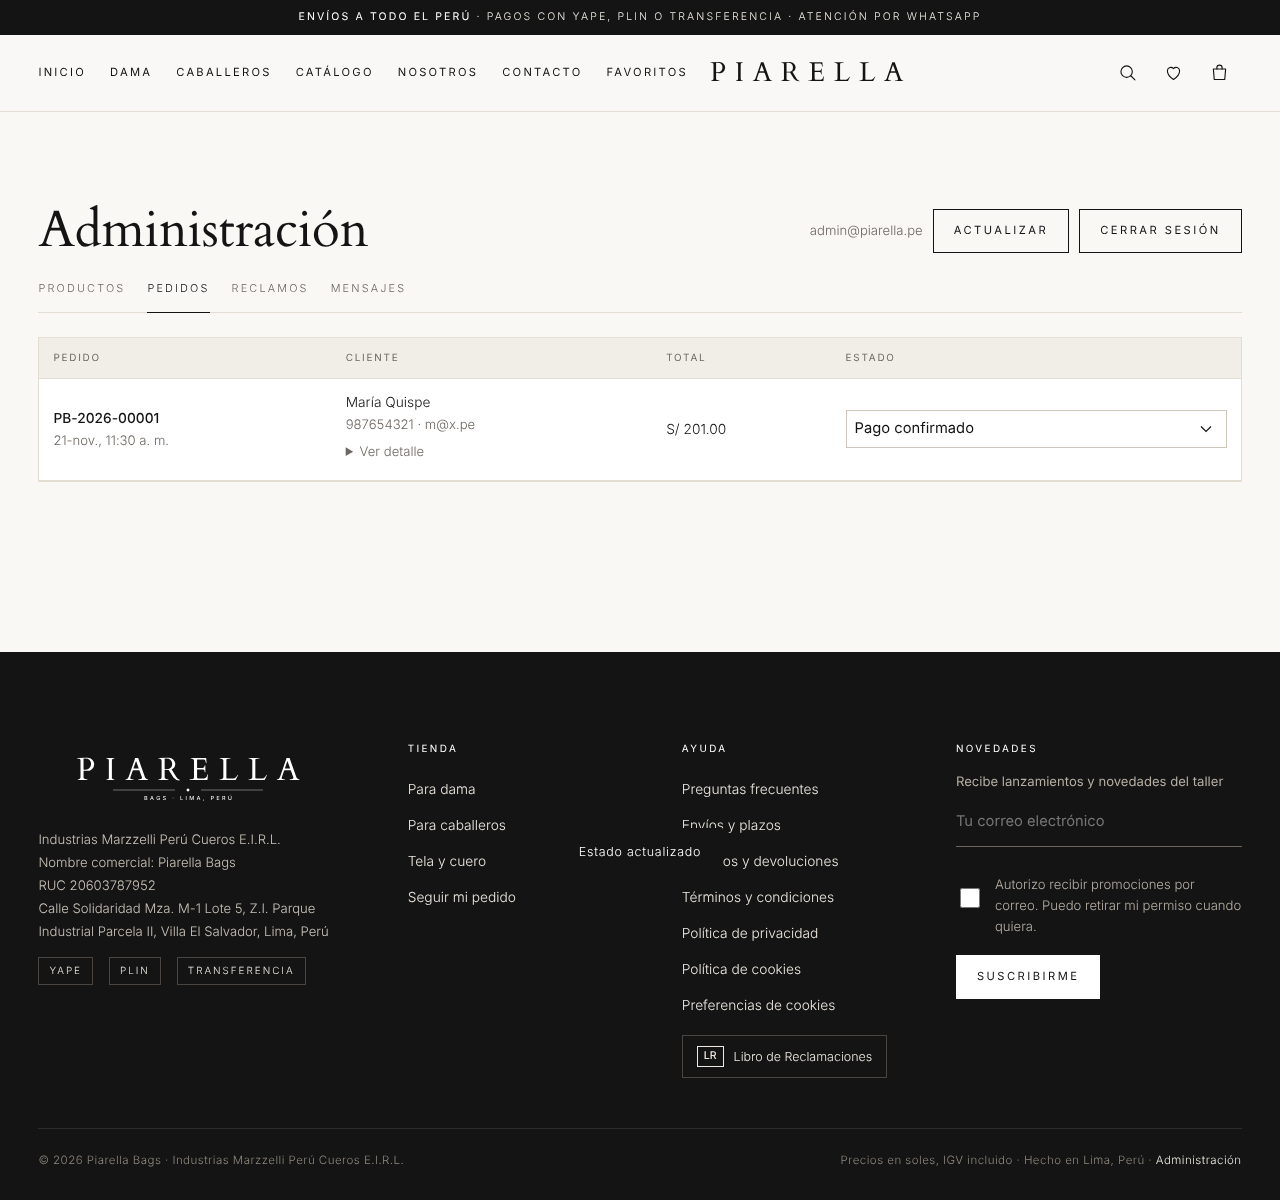 ENVÍOS A TODO EL PERÚ · PAGOS CON YAPE, PLIN O TRANSFERENCIA · ATENCIÓN POR WHATSAPP
INICIO DAMA CABALLEROS CATÁLOGO NOSOTROS CONTACTO FAVORITOS PIARELLA
Administración
admin@piarella.pe ACTUALIZAR CERRAR SESIÓN
PRODUCTOS PEDIDOS RECLAMOS MENSAJES
PEDIDO CLIENTE TOTAL ESTADO
PB-2026-00001
21-nov., 11:30 a. m.
María Quispe
987654321 · m@x.pe
Ver detalle
S/ 201.00
Pago confirmado
PIARELLA
BAGS · LIMA, PERÚ
Industrias Marzzelli Perú Cueros E.I.R.L.
Nombre comercial: Piarella Bags
RUC 20603787952
Calle Solidaridad Mza. M-1 Lote 5, Z.I. Parque
Industrial Parcela II, Villa El Salvador, Lima, Perú
YAPE PLIN TRANSFERENCIA
TIENDA
Para dama
Para caballeros
Tela y cuero
Seguir mi pedido
Estado actualizado
AYUDA
Preguntas frecuentes
Envíos y plazos
os y devoluciones
Términos y condiciones
Política de privacidad
Política de cookies
Preferencias de cookies
LR Libro de Reclamaciones
NOVEDADES
Recibe lanzamientos y novedades del taller
Tu correo electrónico
Autorizo recibir promociones por
correo. Puedo retirar mi permiso cuando
quiera.
SUSCRIBIRME
© 2026 Piarella Bags · Industrias Marzzelli Perú Cueros E.I.R.L.
Precios en soles, IGV incluido · Hecho en Lima, Perú · Administración